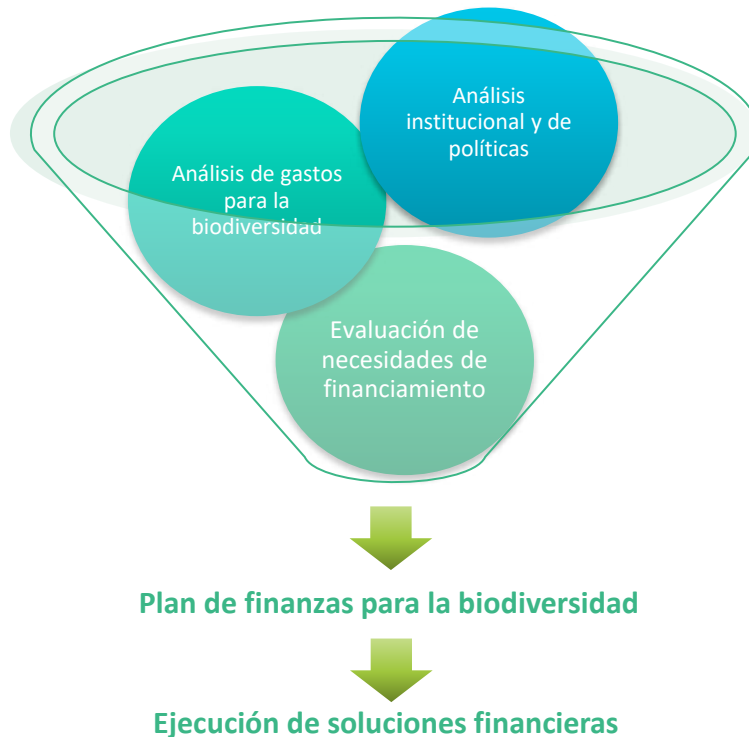 Análisis
institucional y de
políticas
Análisis de gastos
para la
biodiversidad
Evaluación de
necesidades de
financiamiento
Plan de finanzas para la biodiversidad
Ejecución de soluciones financieras